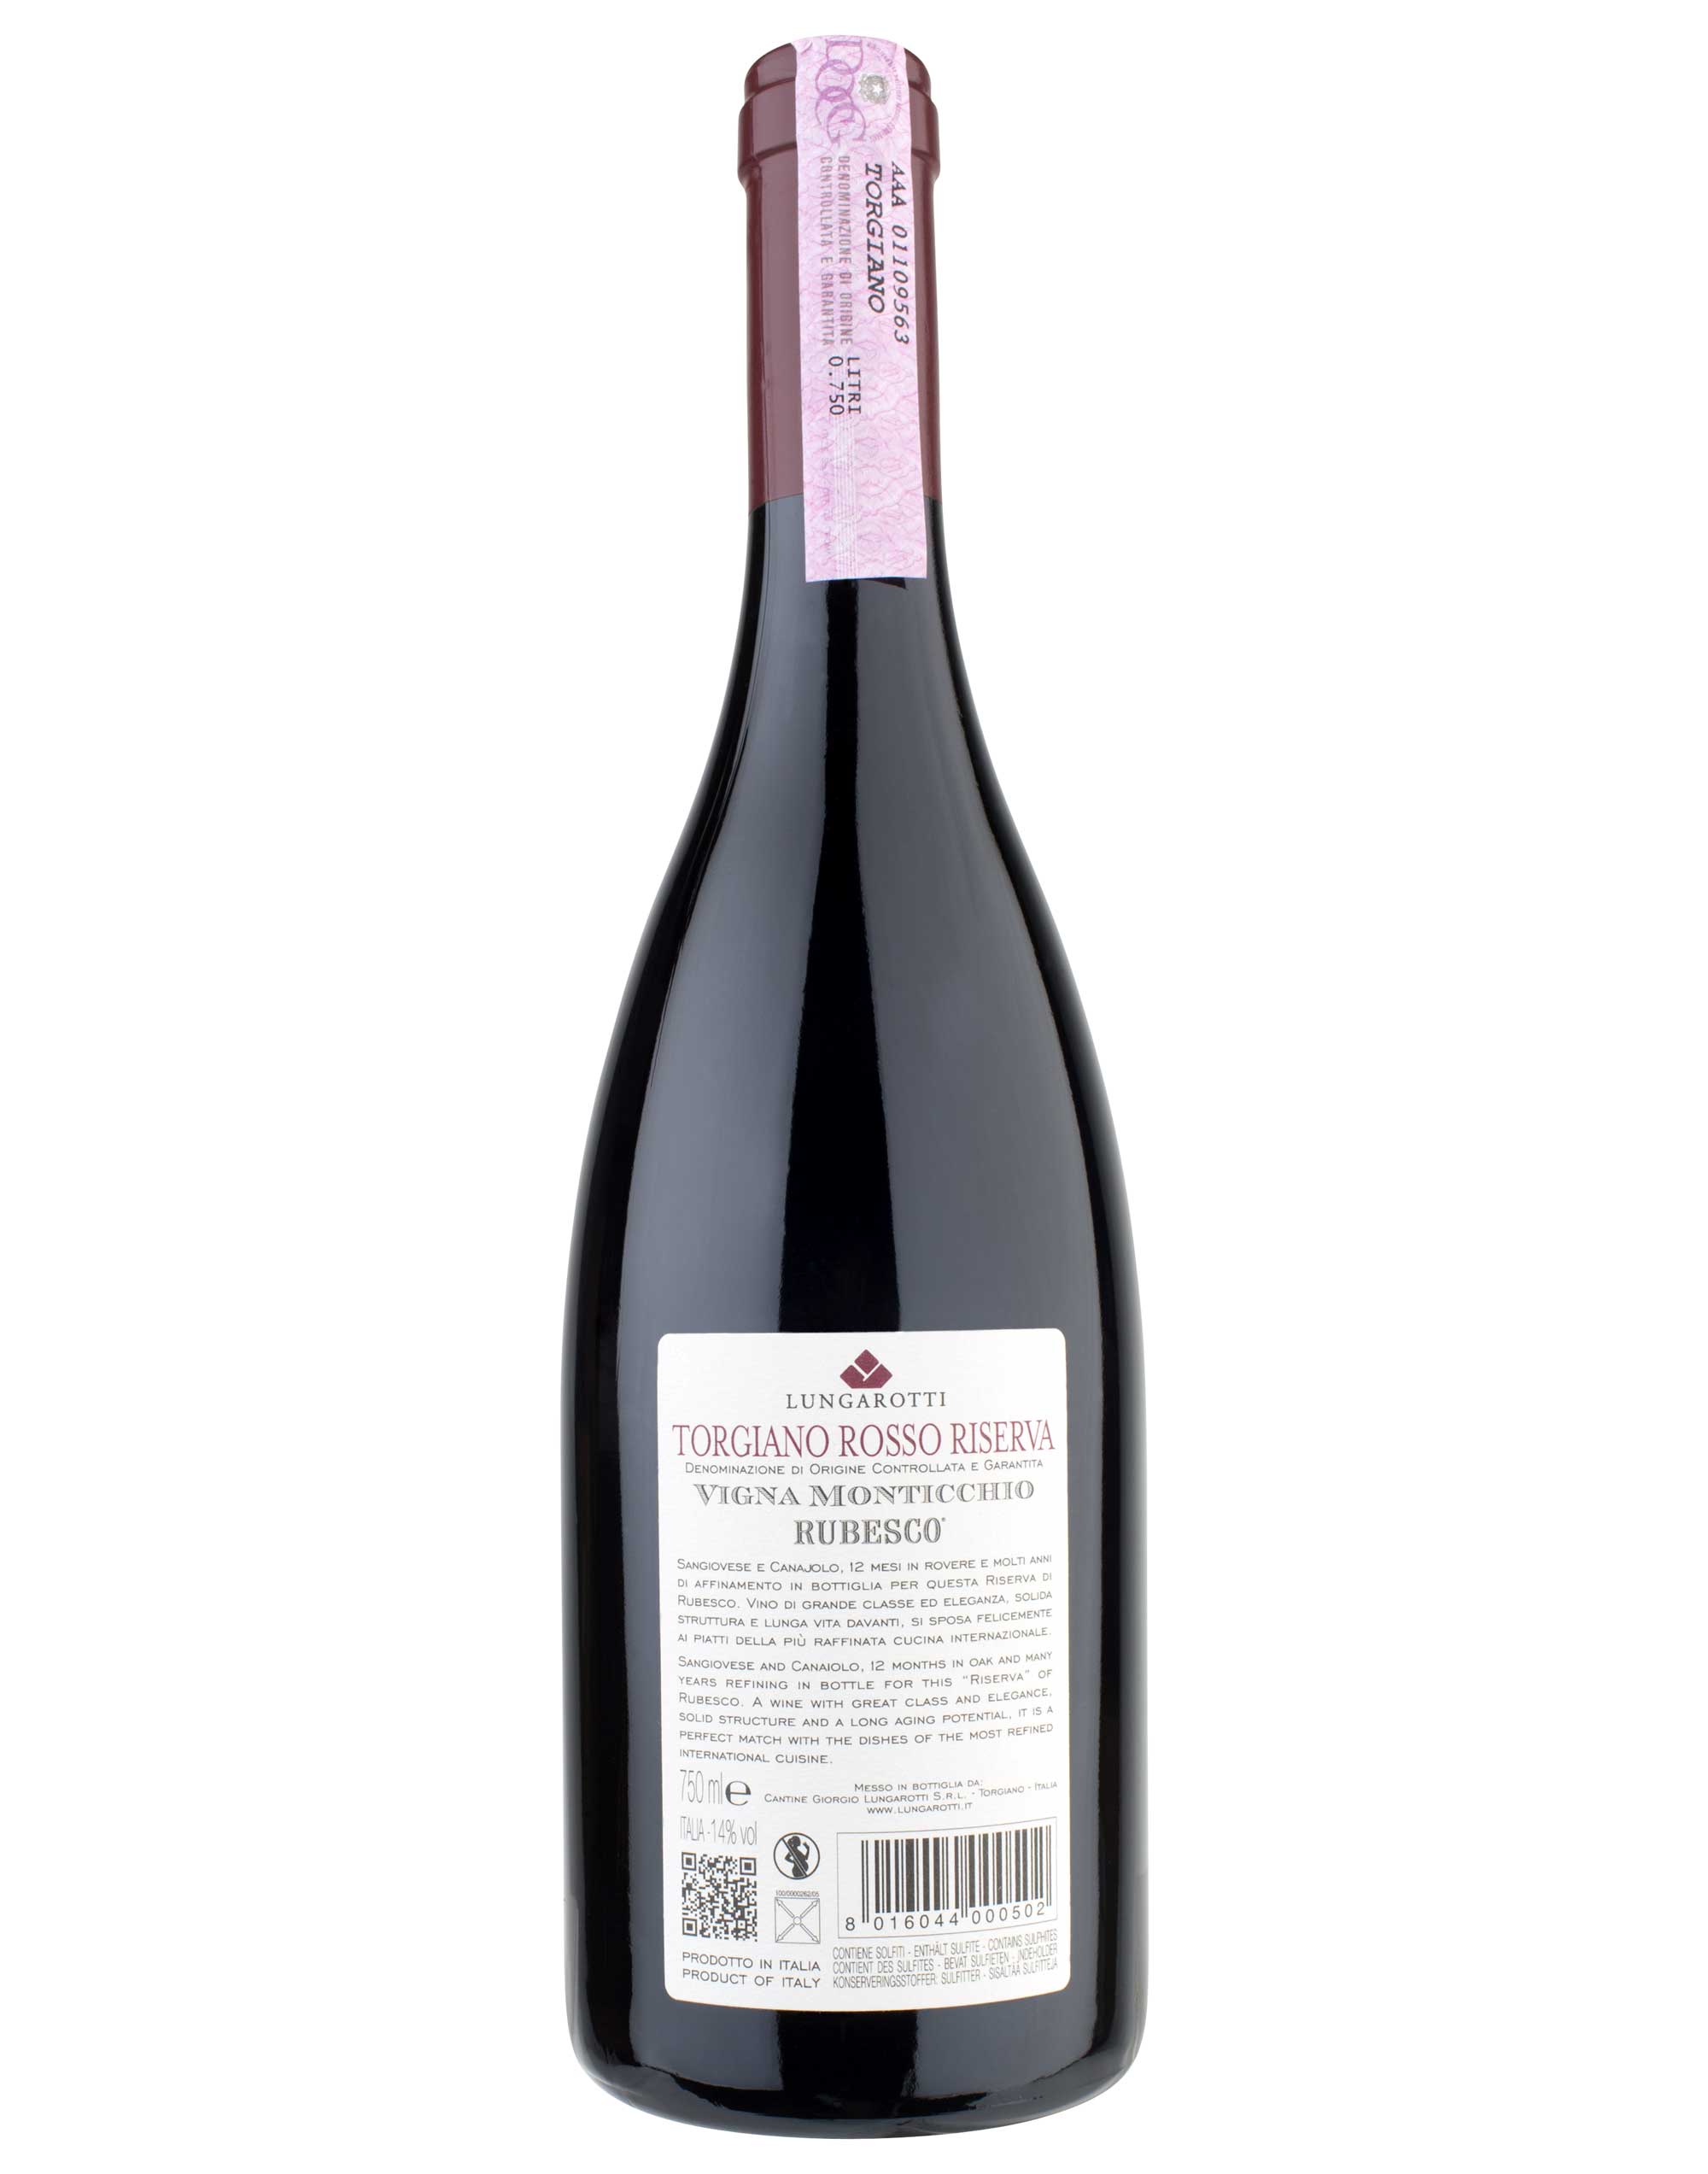 DOCG
AAA 01109563
TORGIANO
DENOMINAZIONE DI ORIGINE
CONTROLLATA E GARANTITA
LITRI
0.750
LUNGAROTTI
TORGIANO ROSSO RISERVA
DENOMINAZIONE DI ORIGINE CONTROLLATA E GARANTITA
VIGNA MONTICCHIO
RUBESCO®
SANGIOVESE E CANAJOLO, 12 MESI IN ROVERE E MOLTI ANNI
DI AFFINAMENTO IN BOTTIGLIA PER QUESTA RISERVA DI
RUBESCO. VINO DI GRANDE CLASSE ED ELEGANZA, SOLIDA
STRUTTURA E LUNGA VITA DAVANTI, SI SPOSA FELICEMENTE
AI PIATTI DELLA PIÙ RAFFINATA CUCINA INTERNAZIONALE.
SANGIOVESE AND CANAIOLO, 12 MONTHS IN OAK AND MANY
YEARS REFINING IN BOTTLE FOR THIS "RISERVA" OF
RUBESCO. A WINE WITH GREAT CLASS AND ELEGANCE,
SOLID STRUCTURE AND A LONG AGING POTENTIAL, IT IS A
PERFECT MATCH WITH THE DISHES OF THE MOST REFINED
INTERNATIONAL CUISINE.
750 ml e
MESSO IN BOTTIGLIA DA:
CANTINE GIORGIO LUNGAROTTI S.R.L. - TORGIANO - ITALIA
WWW.LUNGAROTTI.IT
ITALIA - 14% vol
100/0000262/05
8 016044 000502
PRODOTTO IN ITALIA
PRODUCT OF ITALY
CONTIENE SOLFITI - ENTHÄLT SULFITE - CONTAINS SULPHITES
CONTIENT DES SULFITES - BEVAT SULFIETEN - INDEHOLDER
KONSERVERINGSSTOFFER: SULFITTER - SISÄLTÄÄ SULFITTEJA